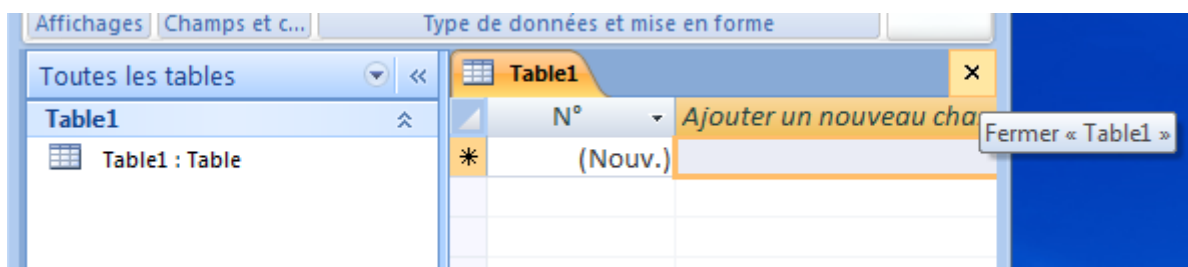 Affichages Champs et c... Type de données et mise en forme
Toutes les tables
Table1
Table1
N° Ajouter un nouveau cha
Fermer « Table1 »
Table1 : Table
* (Nouv.)